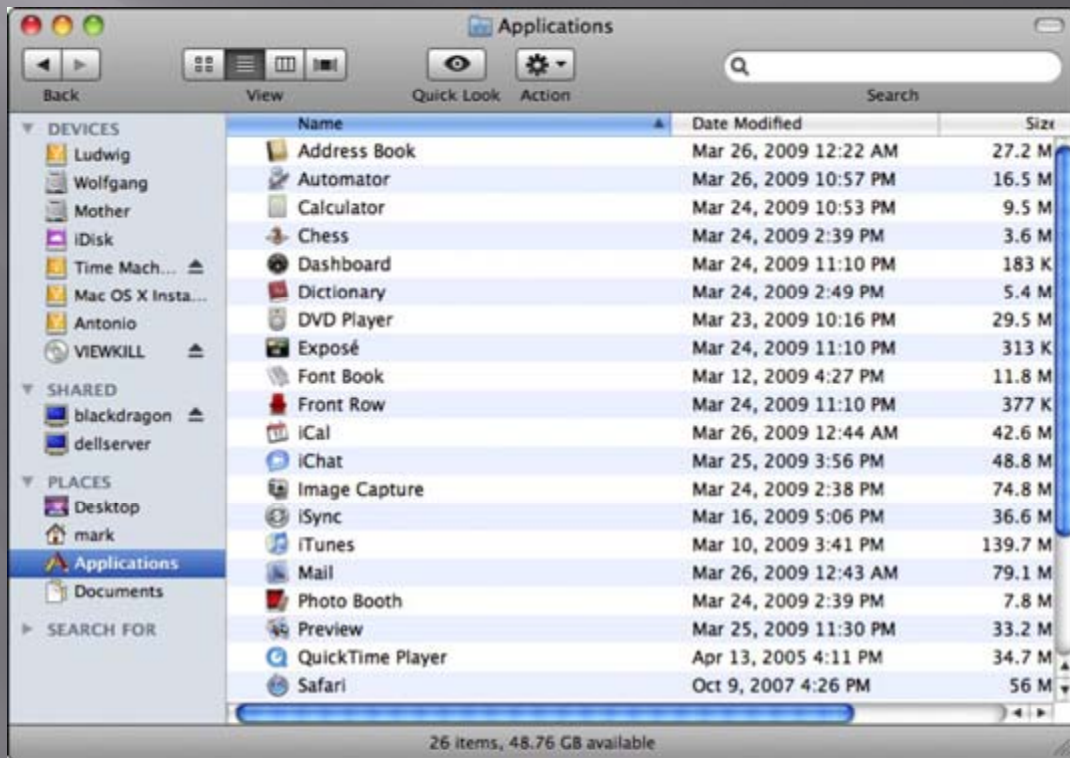 Applications
Back View Quick Look Action Search
DEVICES
Ludwig
Wolfgang
Mother
iDisk
Time Mach...
Mac OS X Insta...
Antonio
VIEWKILL
SHARED
blackdragon
dellserver
PLACES
Desktop
mark
Applications
Documents
SEARCH FOR
Name Date Modified Size
Address Book Mar 26, 2009 12:22 AM 27.2 M
Automator Mar 26, 2009 10:57 PM 16.5 M
Calculator Mar 24, 2009 10:53 PM 9.5 M
Chess Mar 24, 2009 2:39 PM 3.6 M
Dashboard Mar 24, 2009 11:10 PM 183 K
Dictionary Mar 24, 2009 2:49 PM 5.4 M
DVD Player Mar 23, 2009 10:16 PM 29.5 M
Exposé Mar 24, 2009 11:10 PM 313 K
Font Book Mar 12, 2009 4:27 PM 11.8 M
Front Row Mar 24, 2009 11:10 PM 377 K
iCal Mar 26, 2009 12:44 AM 42.6 M
iChat Mar 25, 2009 3:56 PM 48.8 M
Image Capture Mar 24, 2009 2:38 PM 74.8 M
iSync Mar 16, 2009 5:06 PM 36.6 M
iTunes Mar 10, 2009 3:41 PM 139.7 M
Mail Mar 26, 2009 12:43 AM 79.1 M
Photo Booth Mar 24, 2009 2:39 PM 7.8 M
Preview Mar 25, 2009 11:30 PM 33.2 M
QuickTime Player Apr 13, 2005 4:11 PM 34.7 M
Safari Oct 9, 2007 4:26 PM 56 M
26 items, 48.76 GB available